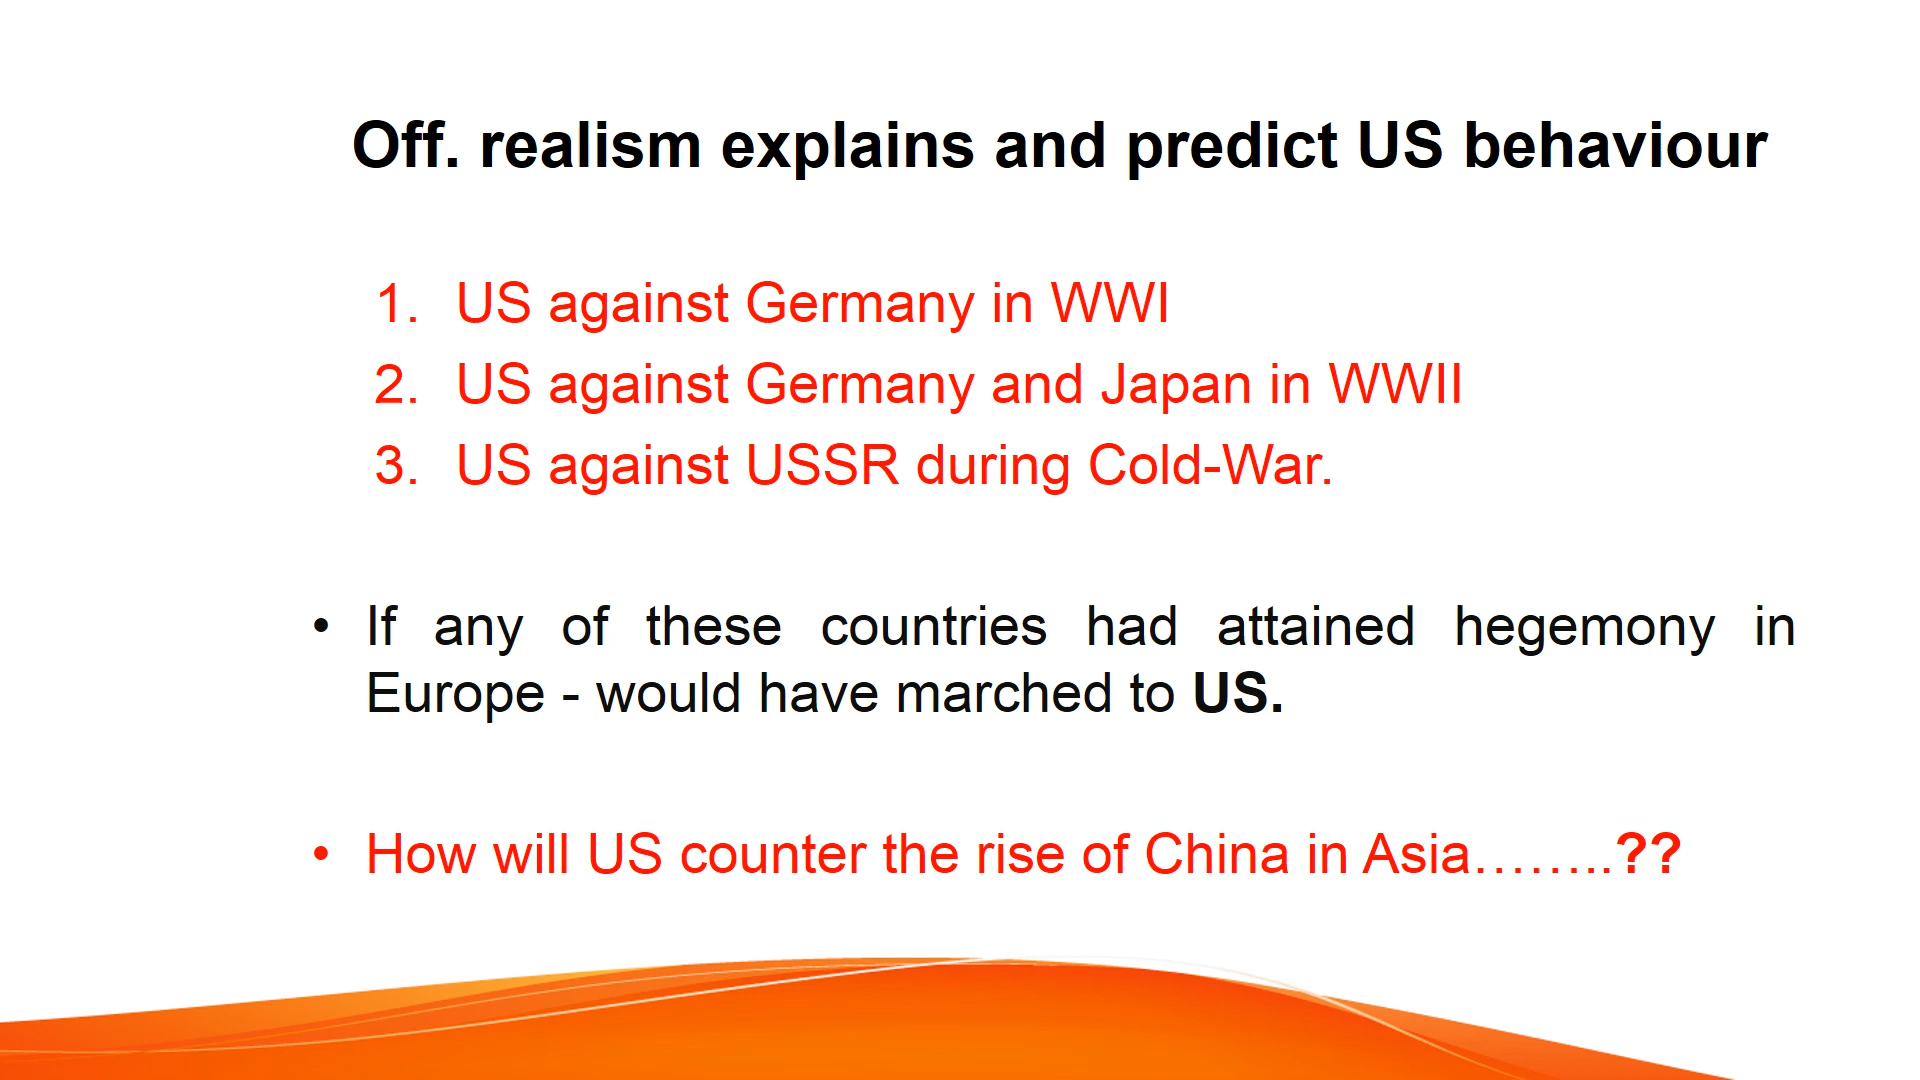 Off. realism explains and predict US behaviour
1. US against Germany in WWI
2. US against Germany and Japan in WWII
3. US against USSR during Cold-War.
• If any of these countries had attained hegemony in
Europe - would have marched to US.
• How will US counter the rise of China in Asia……..??